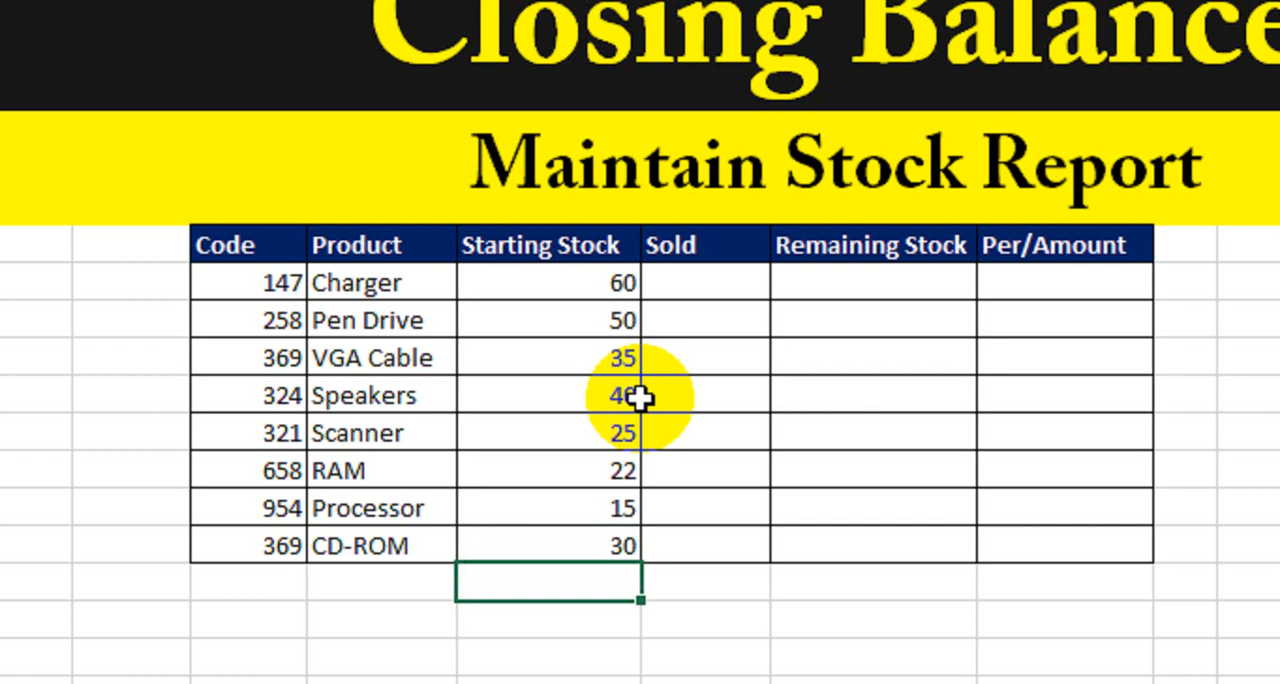 Closing Balance
Maintain Stock Report
Code Product Starting Stock Sold Remaining Stock Per/Amount
147 Charger 60
258 Pen Drive 50
369 VGA Cable 35
324 Speakers
321 Scanner 25
658 RAM 22
954 Processor 15
369 CD-ROM 30